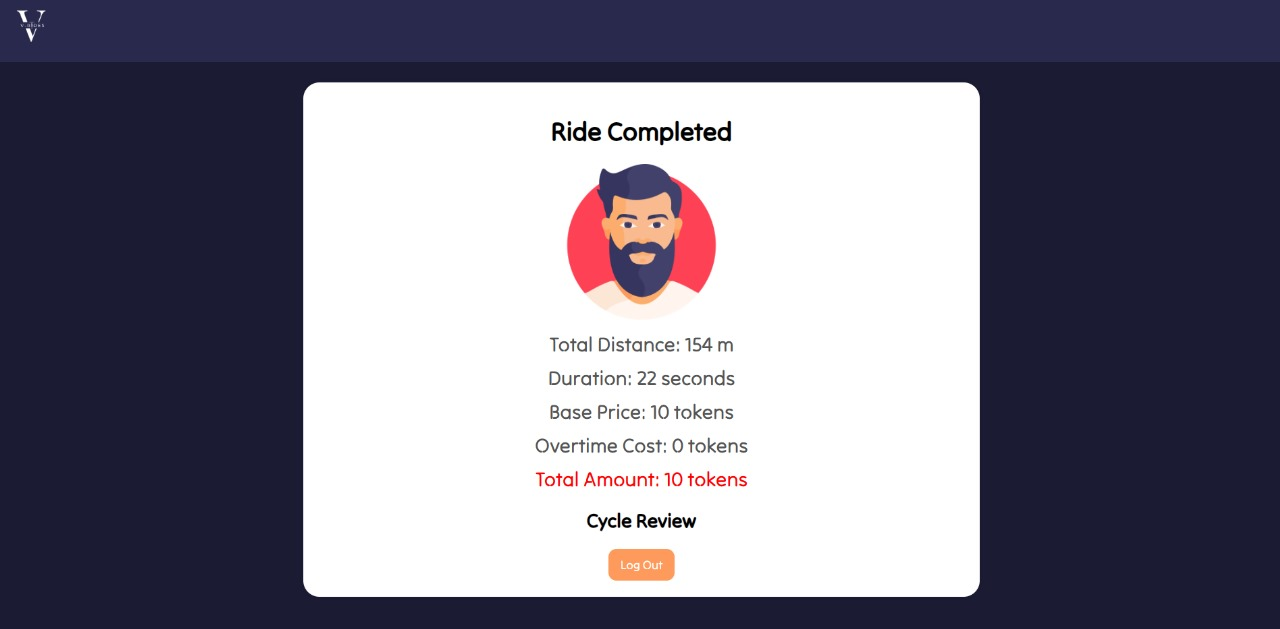 V
Ride Completed
Total Distance: 154 m
Duration: 22 seconds
Base Price: 10 tokens
Overtime Cost: 0 tokens
Total Amount: 10 tokens
Cycle Review
Log Out